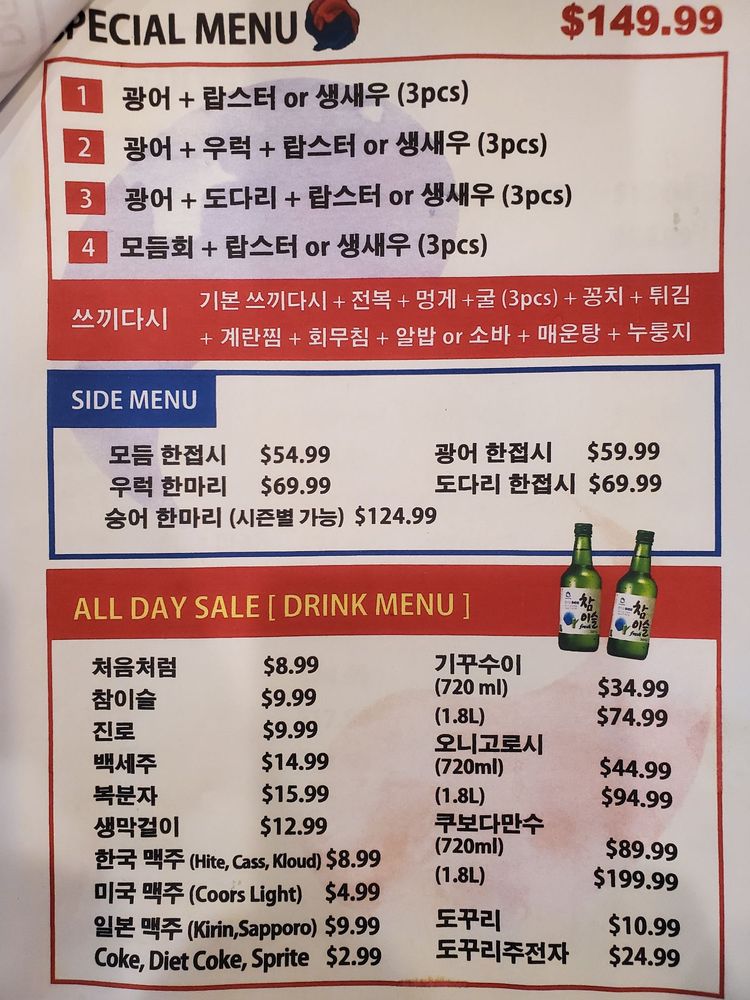 SPECIAL MENU $149.99
1 광어 + 랍스터 or 생새우 (3pcs)
2 광어 + 우럭 + 랍스터 or 생새우 (3pcs)
3 광어 + 도다리 + 랍스터 or 생새우 (3pcs)
4 모듬회 + 랍스터 or 생새우 (3pcs)
쓰끼다시
기본 쓰끼다시 + 전복 + 멍게 +굴 (3pcs) + 꽁치 + 튀김
+ 계란찜 + 회무침 + 알밥 or 소바 + 매운탕 + 누룽지
SIDE MENU
모듬 한접시 $54.99
우럭 한마리 $69.99
숭어 한마리 (시즌별 가능) $124.99
광어 한접시 $59.99
도다리 한접시 $69.99
ALL DAY SALE [ DRINK MENU ]
참이슬 fresh
참이슬 fresh
처음처럼 $8.99
참이슬 $9.99
진로 $9.99
백세주 $14.99
복분자 $15.99
생막걸이 $12.99
한국 맥주 (Hite, Cass, Kloud) $8.99
미국 맥주 (Coors Light) $4.99
일본 맥주 (Kirin,Sapporo) $9.99
Coke, Diet Coke, Sprite $2.99
기꾸수이
(720 ml) $34.99
(1.8L) $74.99
오니고로시
(720ml) $44.99
(1.8L) $94.99
쿠보다만수
(720ml) $89.99
(1.8L) $199.99
도꾸리 $10.99
도꾸리주전자 $24.99